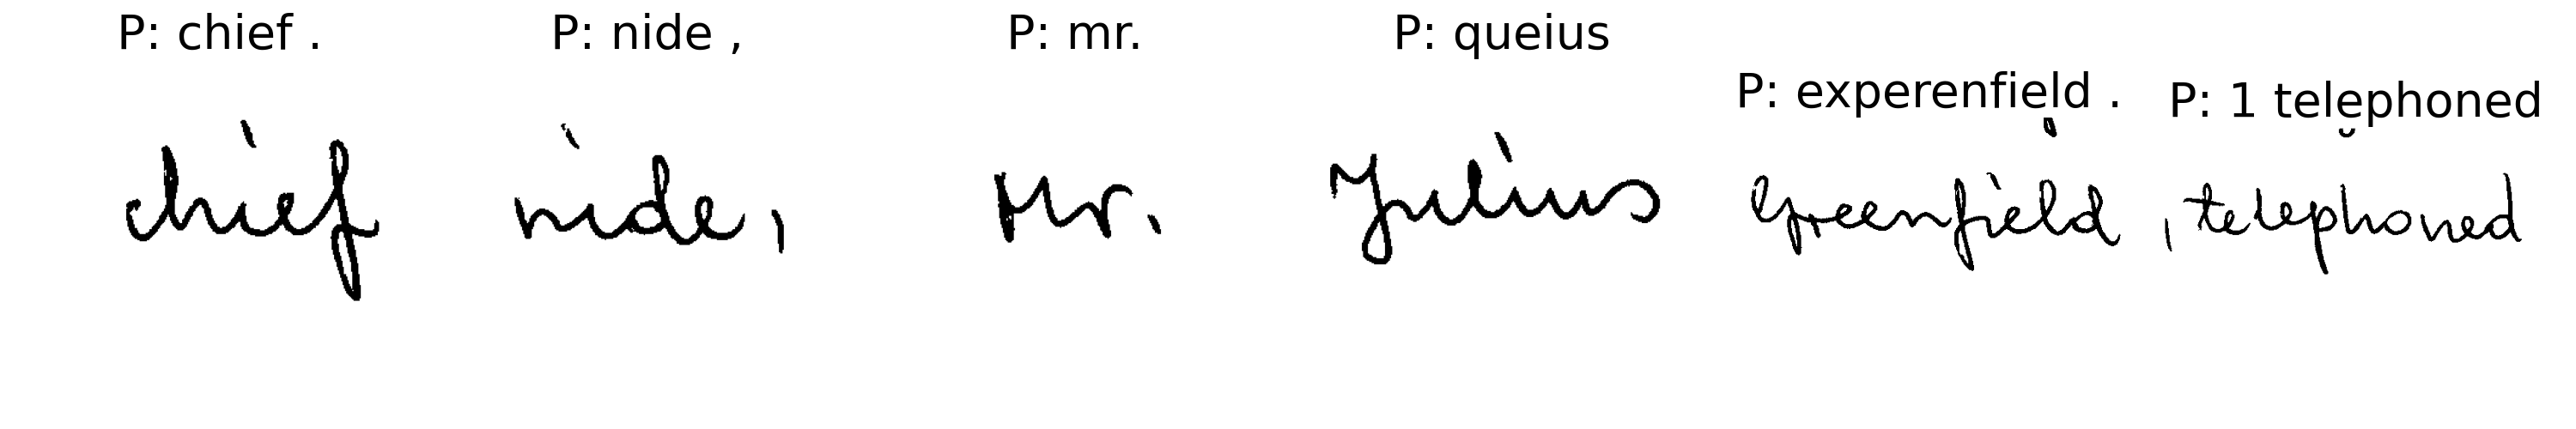 P: chief . P: nide , P: mr. P: queius P: experenfield . P: 1 telephoned
chief nide, Mr. Julius Greenfield , telephoned